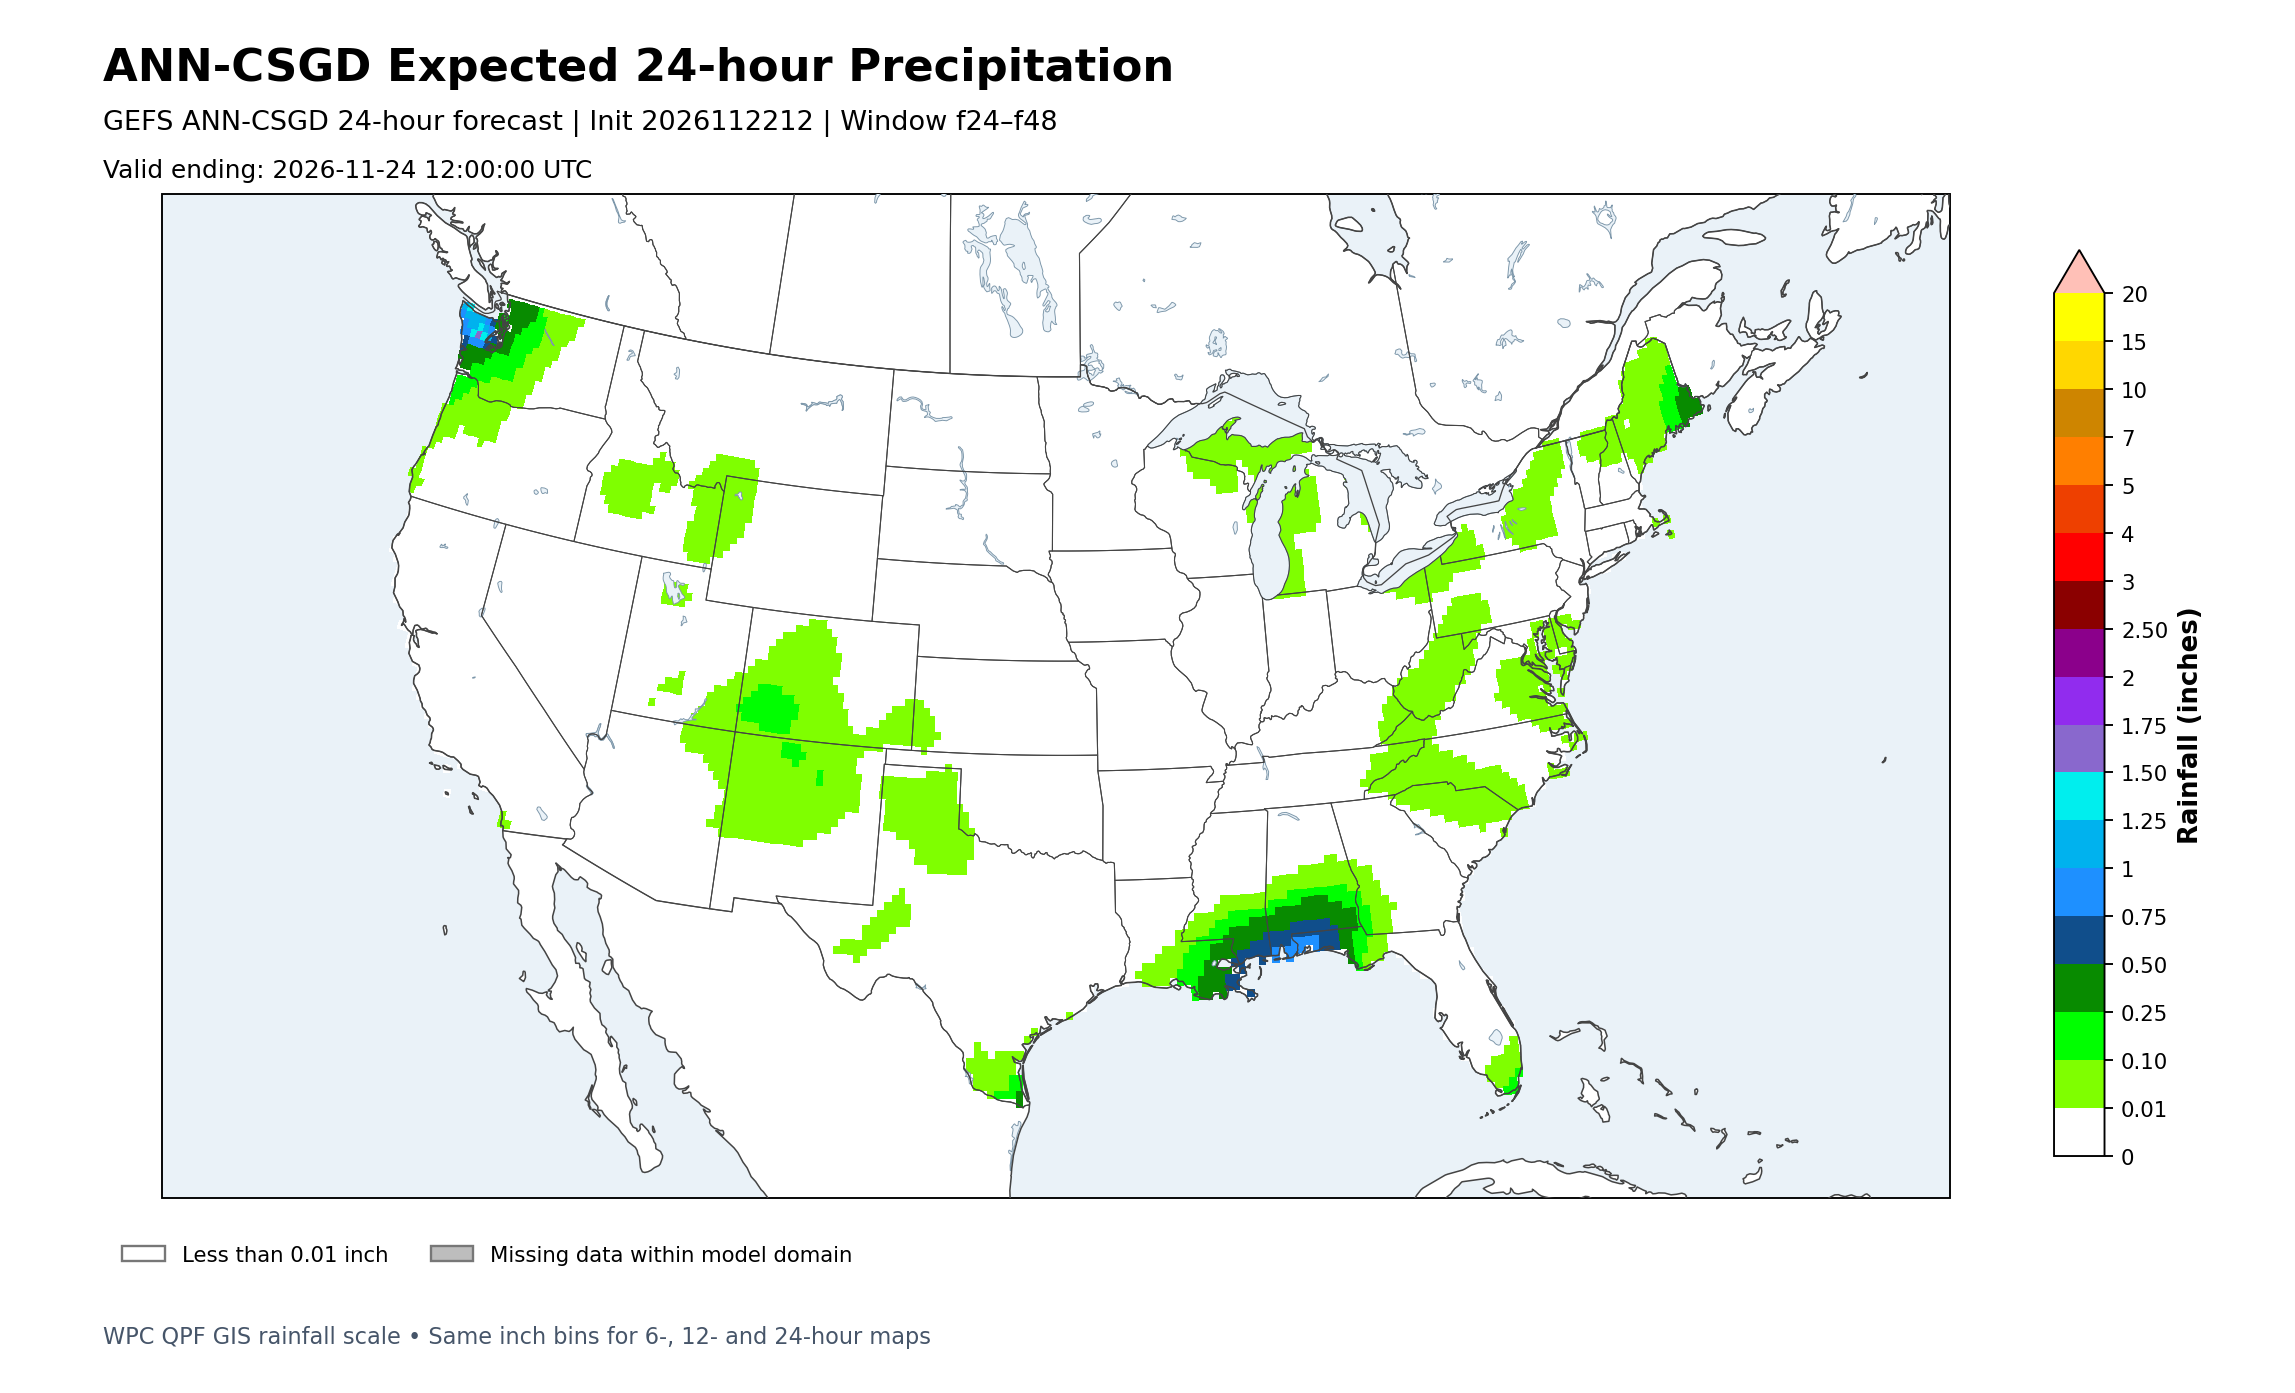 ANN-CSGD Expected 24-hour Precipitation
GEFS ANN-CSGD 24-hour forecast | Init 2026112212 | Window f24–f48
Valid ending: 2026-11-24 12:00:00 UTC
20
15
10
7
5
4
3
2.50
2
1.75
1.50
1.25
1
0.75
0.50
0.25
0.10
0.01
0
Rainfall (inches)
Less than 0.01 inch
Missing data within model domain
WPC QPF GIS rainfall scale • Same inch bins for 6-, 12- and 24-hour maps